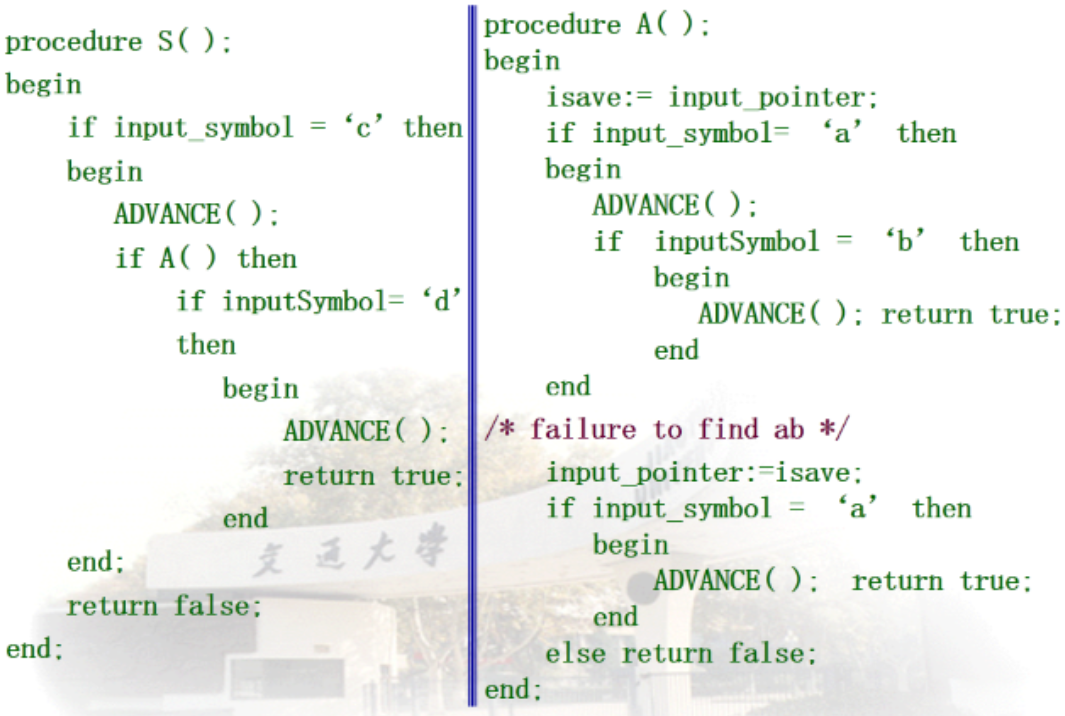 procedure S( );
begin
if input_symbol = ‘c’ then
begin
ADVANCE( );
if A( ) then
if inputSymbol= ‘d’
then
begin
ADVANCE( );
return true;
end
end;
return false;
end;
procedure A( );
begin
isave:= input_pointer;
if input_symbol= ‘a’ then
begin
ADVANCE( );
if inputSymbol = ‘b’ then
begin
ADVANCE( ); return true;
end
end
/* failure to find ab */
input_pointer:=isave;
if input_symbol = ‘a’ then
begin
ADVANCE( ); return true;
end
else return false;
end;
交通大学